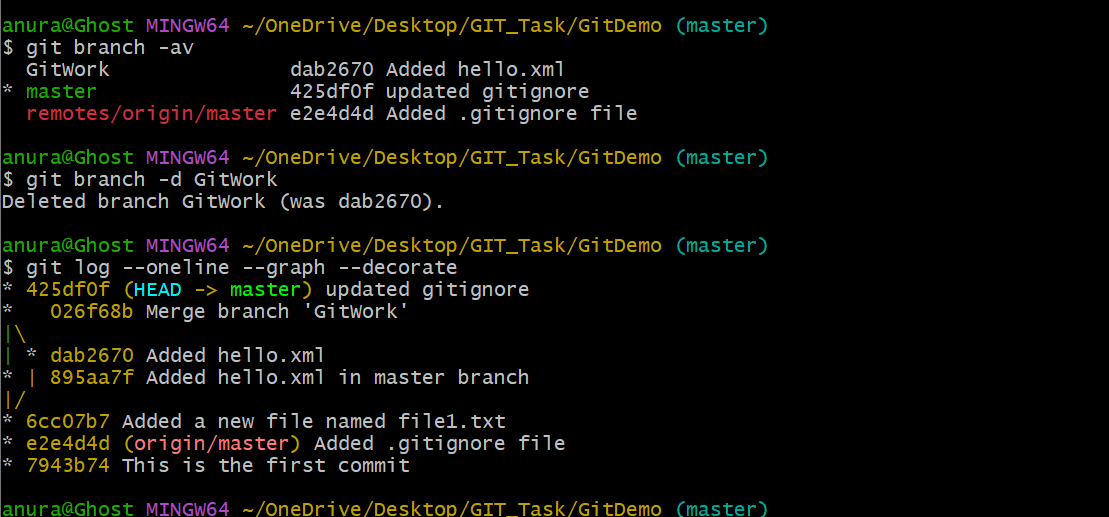 anura@Ghost MINGW64 ~/OneDrive/Desktop/GIT_Task/GitDemo (master)
$ git branch -av
  GitWork               dab2670 Added hello.xml
* master                425df0f updated gitignore
  remotes/origin/master e2e4d4d Added .gitignore file

anura@Ghost MINGW64 ~/OneDrive/Desktop/GIT_Task/GitDemo (master)
$ git branch -d GitWork
Deleted branch GitWork (was dab2670).

anura@Ghost MINGW64 ~/OneDrive/Desktop/GIT_Task/GitDemo (master)
$ git log --oneline --graph --decorate
* 425df0f (HEAD -> master) updated gitignore
*   026f68b Merge branch 'GitWork'
|\
| * dab2670 Added hello.xml
* | 895aa7f Added hello.xml in master branch
|/
* 6cc07b7 Added a new file named file1.txt
* e2e4d4d (origin/master) Added .gitignore file
* 7943b74 This is the first commit

anura@Ghost MINGW64 ~/OneDrive/Desktop/GIT_Task/GitDemo (master)